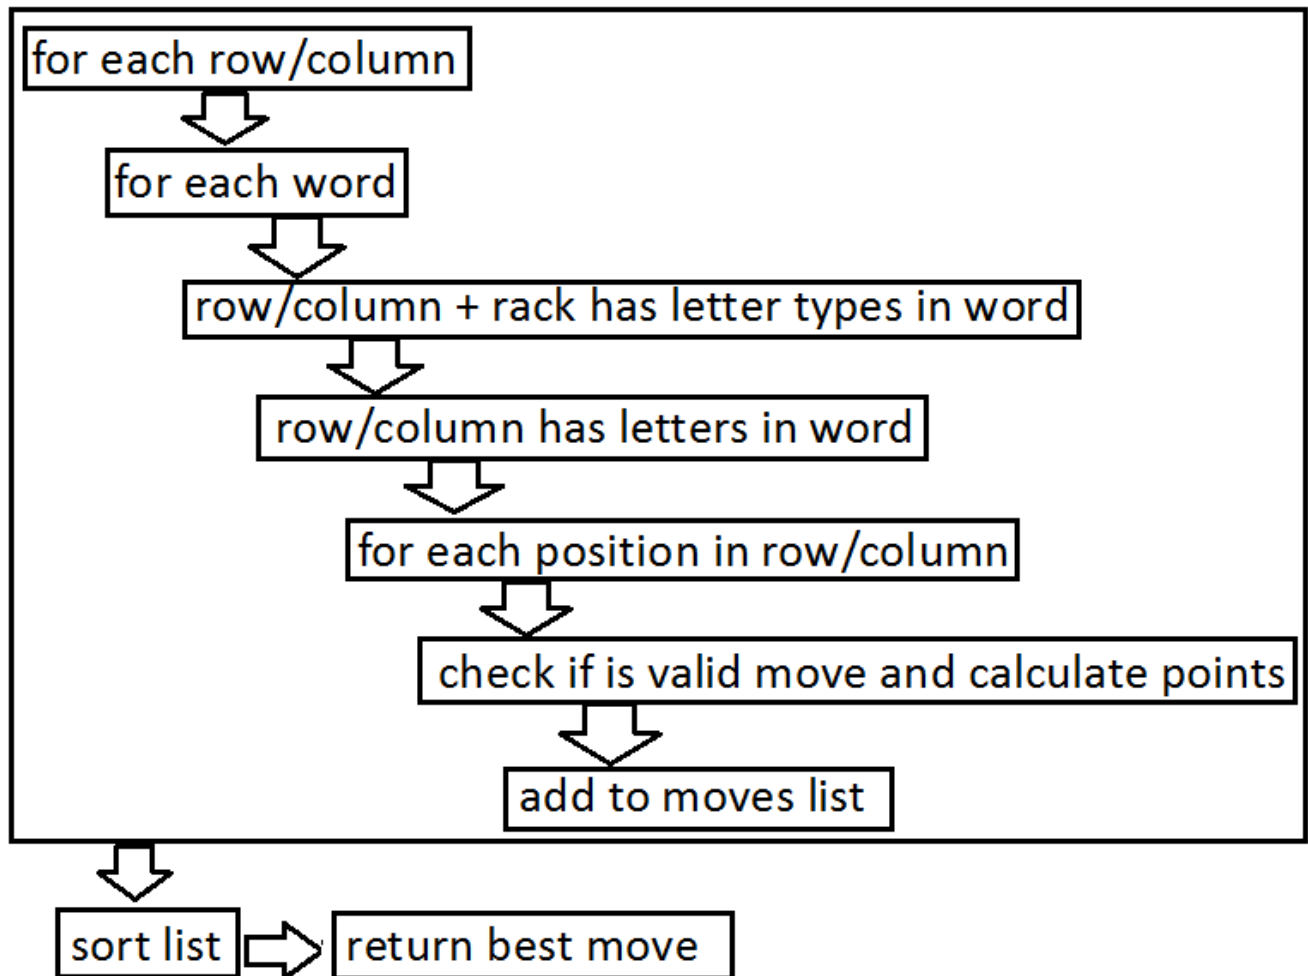 for each row/column
for each word
row/column + rack has letter types in word
row/column has letters in word
for each position in row/column
check if is valid move and calculate points
add to moves list
sort list
return best move